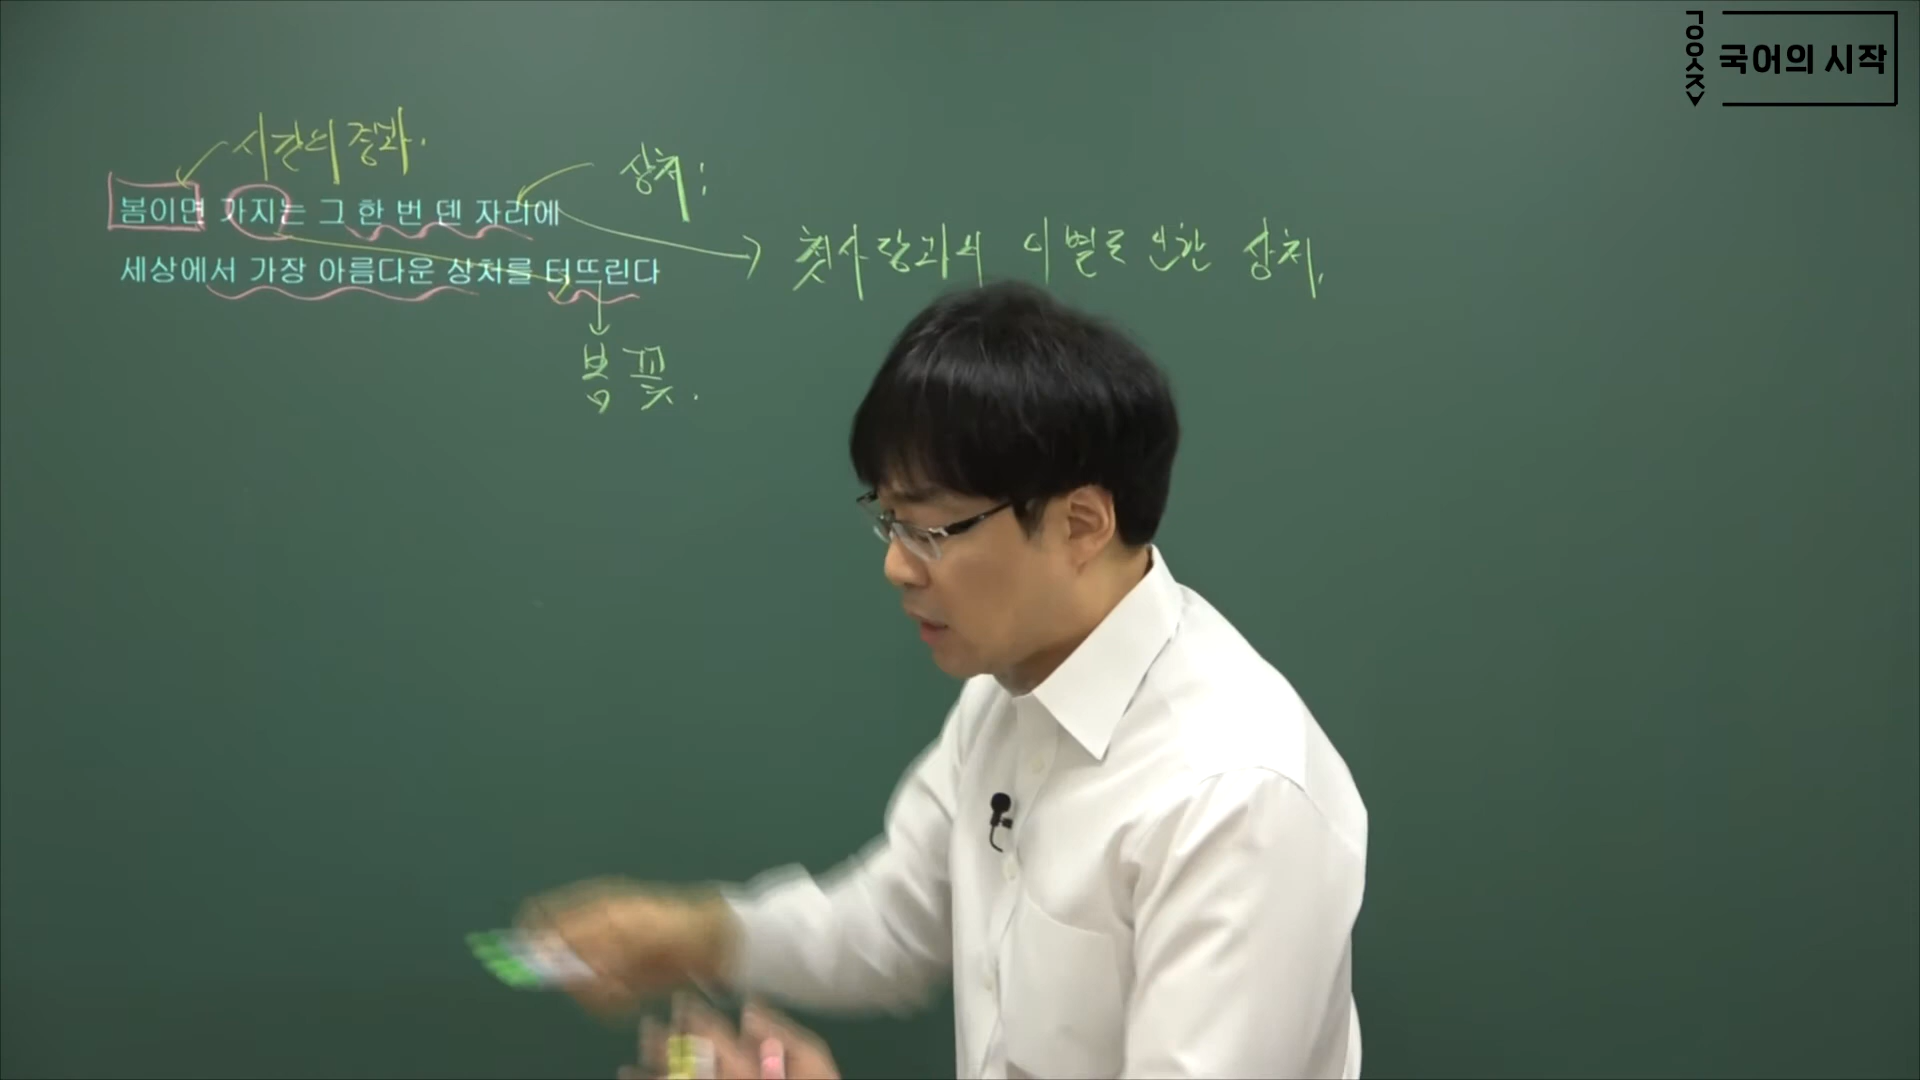 국어의 시작
ㄱㅇㅇㅅㅈ
시간의 경과.
상처:
봄이면 가지는 그 한 번 덴 자리에
첫사랑과의 이별로 인한 상처.
세상에서 가장 아름다운 상처를 터뜨린다
봄꽃.